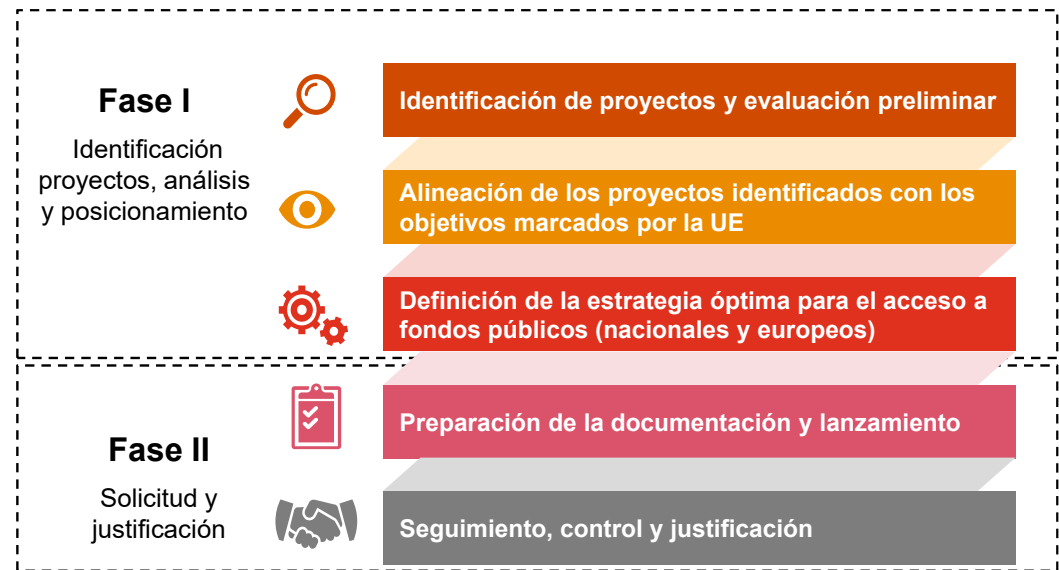 Fase I
Identificación
proyectos, análisis
y posicionamiento
Identificación de proyectos y evaluación preliminar
Alineación de los proyectos identificados con los
objetivos marcados por la UE
Definición de la estrategia óptima para el acceso a
fondos públicos (nacionales y europeos)
Fase II
Solicitud y
justificación
Preparación de la documentación y lanzamiento
Seguimiento, control y justificación